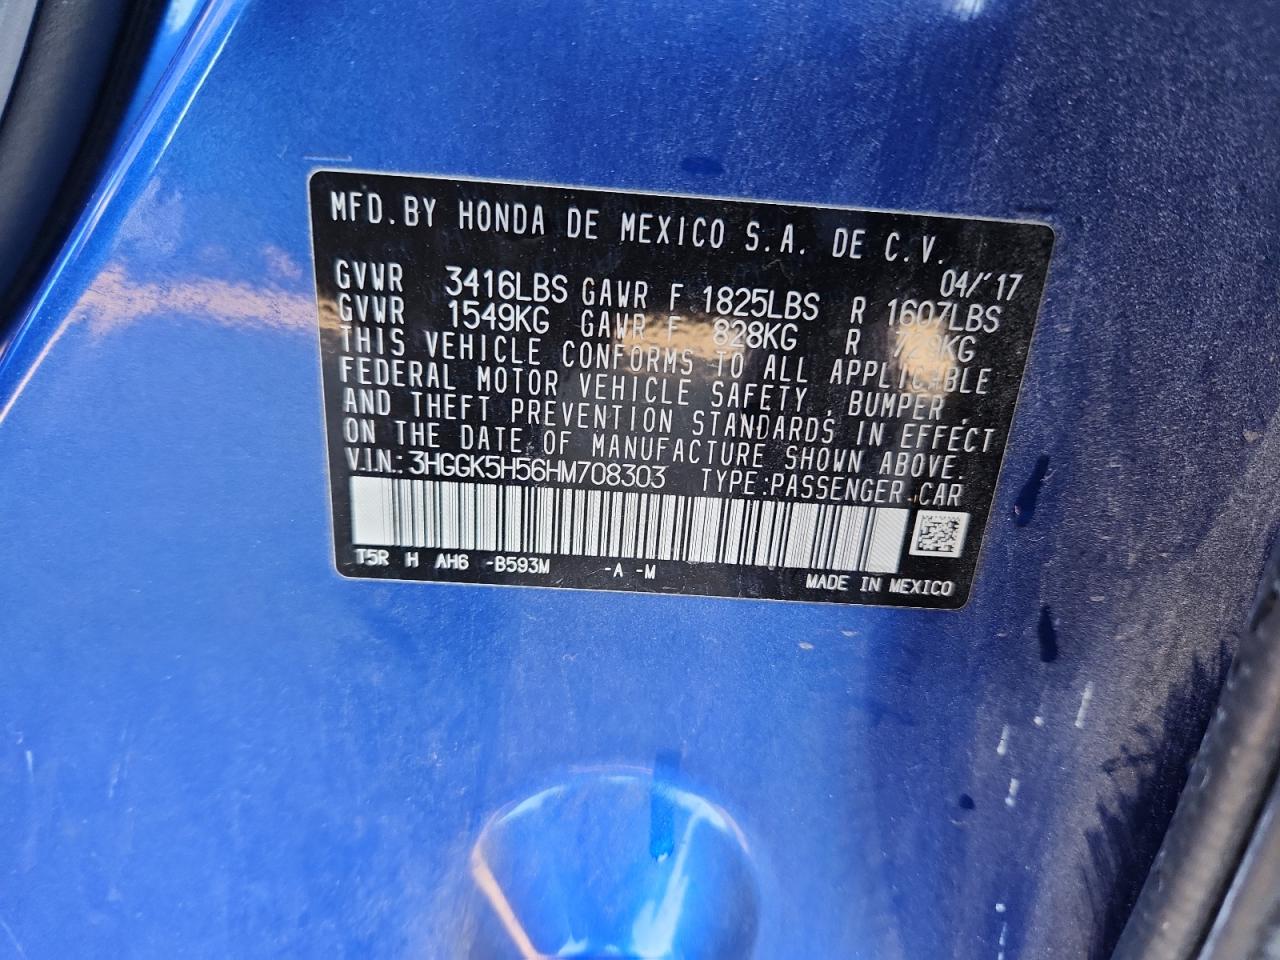 MFD.BY HONDA DE MEXICO S.A. DE C.V.
04/'17
GVWR 3416LBS GAWR F 1825LBS R 1607LBS
GVWR 1549KG GAWR F 828KG R 729KG
THIS VEHICLE CONFORMS TO ALL APPLICABLE
FEDERAL MOTOR VEHICLE SAFETY, BUMPER,
AND THEFT PREVENTION STANDARDS IN EFFECT
ON THE DATE OF MANUFACTURE SHOWN ABOVE.
V.I.N.: 3HGGK5H56HM708303 TYPE:PASSENGER CAR
T5R H AH6 -B593M -A -M MADE IN MEXICO